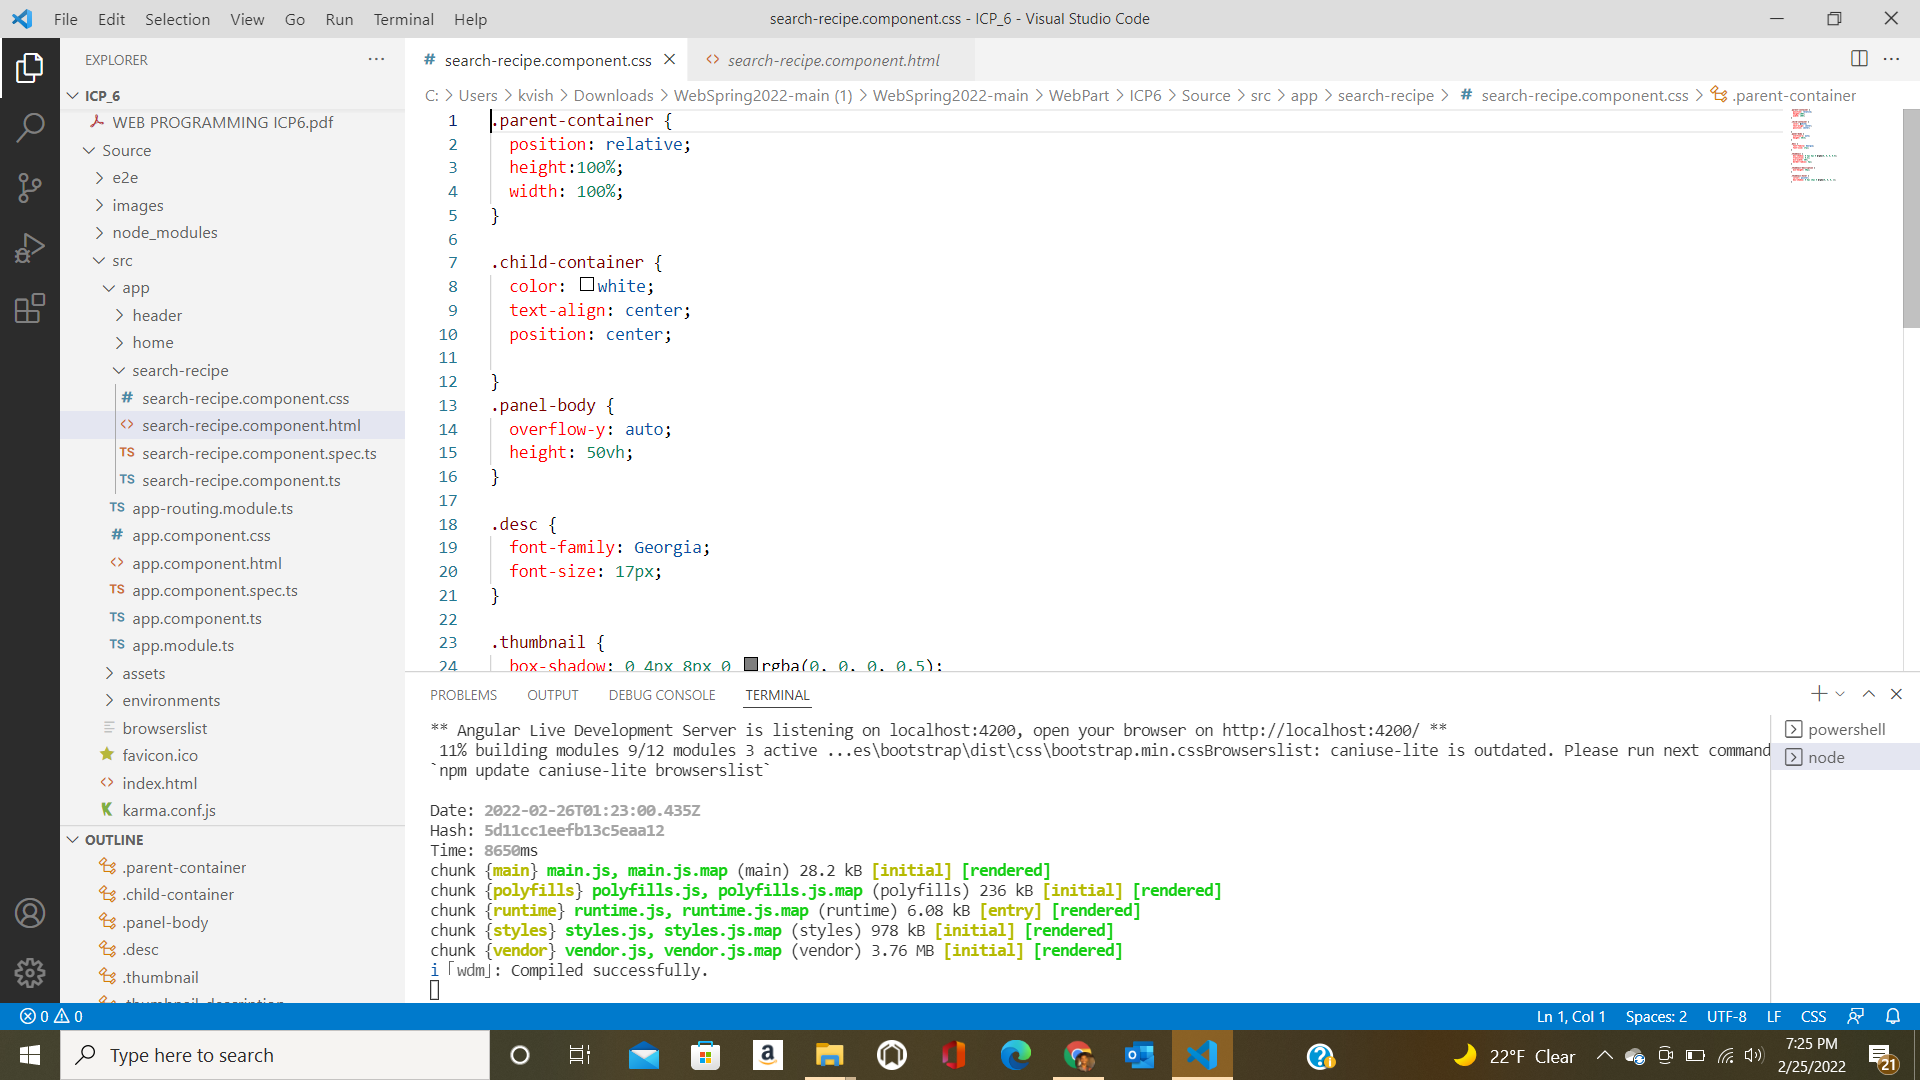 File Edit Selection View Go Run Terminal Help
search-recipe.component.css - ICP_6 - Visual Studio Code
EXPLORER
ICP_6
WEB PROGRAMMING ICP6.pdf
Source
e2e
images
node_modules
src
app
header
home
search-recipe
# search-recipe.component.css
<> search-recipe.component.html
TS search-recipe.component.spec.ts
TS search-recipe.component.ts
TS app-routing.module.ts
# app.component.css
<> app.component.html
TS app.component.spec.ts
TS app.component.ts
TS app.module.ts
assets
environments
browserslist
favicon.ico
<> index.html
karma.conf.js
OUTLINE
.parent-container
.child-container
.panel-body
.desc
.thumbnail
# search-recipe.component.css
<> search-recipe.component.html
C: > Users > kvish > Downloads > WebSpring2022-main (1) > WebSpring2022-main > WebPart > ICP6 > Source > src > app > search-recipe > # search-recipe.component.css > .parent-container
1 .parent-container {
2 position: relative;
3 height:100%;
4 width: 100%;
5 }
6
7 .child-container {
8 color: white;
9 text-align: center;
10 position: center;
11
12 }
13 .panel-body {
14 overflow-y: auto;
15 height: 50vh;
16 }
17
18 .desc {
19 font-family: Georgia;
20 font-size: 17px;
21 }
22
23 .thumbnail {
24 box-shadow: 0 4px 8px 0 rgba(0, 0, 0, 0.5);
PROBLEMS OUTPUT DEBUG CONSOLE TERMINAL
** Angular Live Development Server is listening on localhost:4200, open your browser on http://localhost:4200/ **
11% building modules 9/12 modules 3 active ...es\bootstrap\dist\css\bootstrap.min.cssBrowserslist: caniuse-lite is outdated. Please run next command
`npm update caniuse-lite browserslist`
Date: 2022-02-26T01:23:00.435Z
Hash: 5d11cc1eefb13c5eaa12
Time: 8650ms
chunk {main} main.js, main.js.map (main) 28.2 kB [initial] [rendered]
chunk {polyfills} polyfills.js, polyfills.js.map (polyfills) 236 kB [initial] [rendered]
chunk {runtime} runtime.js, runtime.js.map (runtime) 6.08 kB [entry] [rendered]
chunk {styles} styles.js, styles.js.map (styles) 978 kB [initial] [rendered]
chunk {vendor} vendor.js, vendor.js.map (vendor) 3.76 MB [initial] [rendered]
i ｢wdm｣: Compiled successfully.
powershell
node
0 0
Ln 1, Col 1 Spaces: 2 UTF-8 LF CSS
Type here to search
22°F Clear
7:25 PM
2/25/2022
21